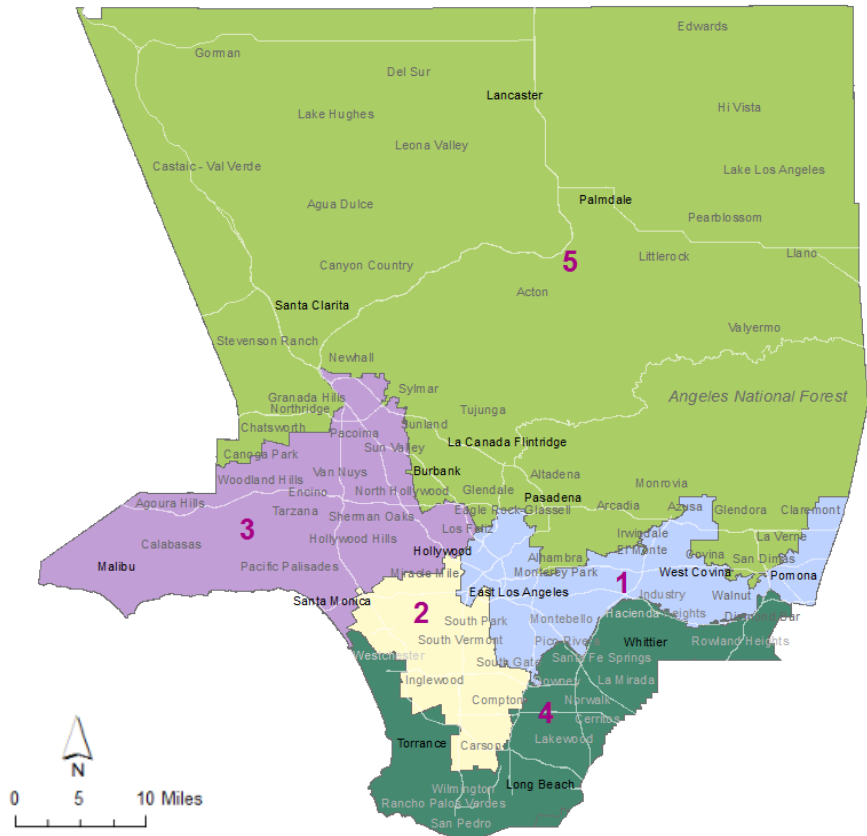 Edwards
Gorman
Del Sur
Lancaster
Hi Vista
Lake Hughes
Leona Valley
Castaic - Val Verde
Lake Los Angeles
Palmdale
Agua Dulce
Pearblossom
Littlerock
Llano
5
Canyon Country
Acton
Santa Clarita
Valyermo
Stevenson Ranch
Newhall
Sylmar
Angeles National Forest
Granada Hills
Northridge
Tujunga
Chatsworth
Sunland
Pacoima
La Canada Flintridge
Sun Valley
Canoga Park
Van Nuys
Burbank
Altadena
Woodland Hills
Monrovia
Encino
North Hollywood
Glendale
Pasadena
Agoura Hills
Arcadia
Azusa
Glendora
Claremont
Tarzana
Sherman Oaks
Eagle Rock
Glassell
3
Los Feliz
Irwindale
La Verne
Hollywood Hills
Calabasas
Hollywood
El Monte
Covina
San Dimas
Alhambra
Malibu
Pacific Palisades
Miracle Mile
Monterey Park
1
West Covina
Pomona
East Los Angeles
Industry
Walnut
Santa Monica
2
South Park
Montebello
Hacienda Heights
Diamond Bar
South Vermont
Pico Rivera
Whittier
Rowland Heights
Westchester
South Gate
Santa Fe Springs
Inglewood
Downey
La Mirada
Compton
Norwalk
4
Cerritos
Torrance
Carson
Lakewood
N
Wilmington
Long Beach
0 5 10 Miles
Rancho Palos Verdes
San Pedro